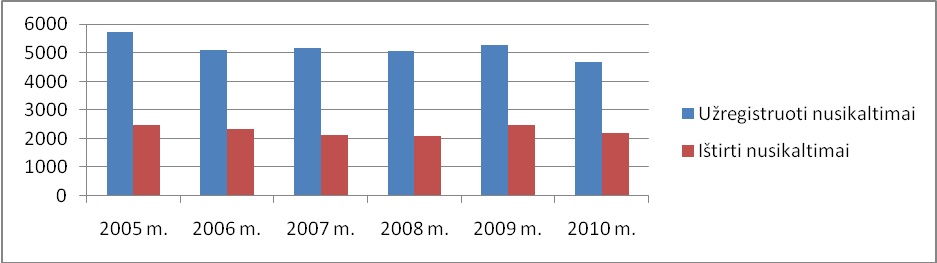 6000
5000
4000
3000
2000
1000
0
2005 m. 2006 m. 2007 m. 2008 m. 2009 m. 2010 m.
Užregistruoti nusikaltimai
Ištirti nusikaltimai